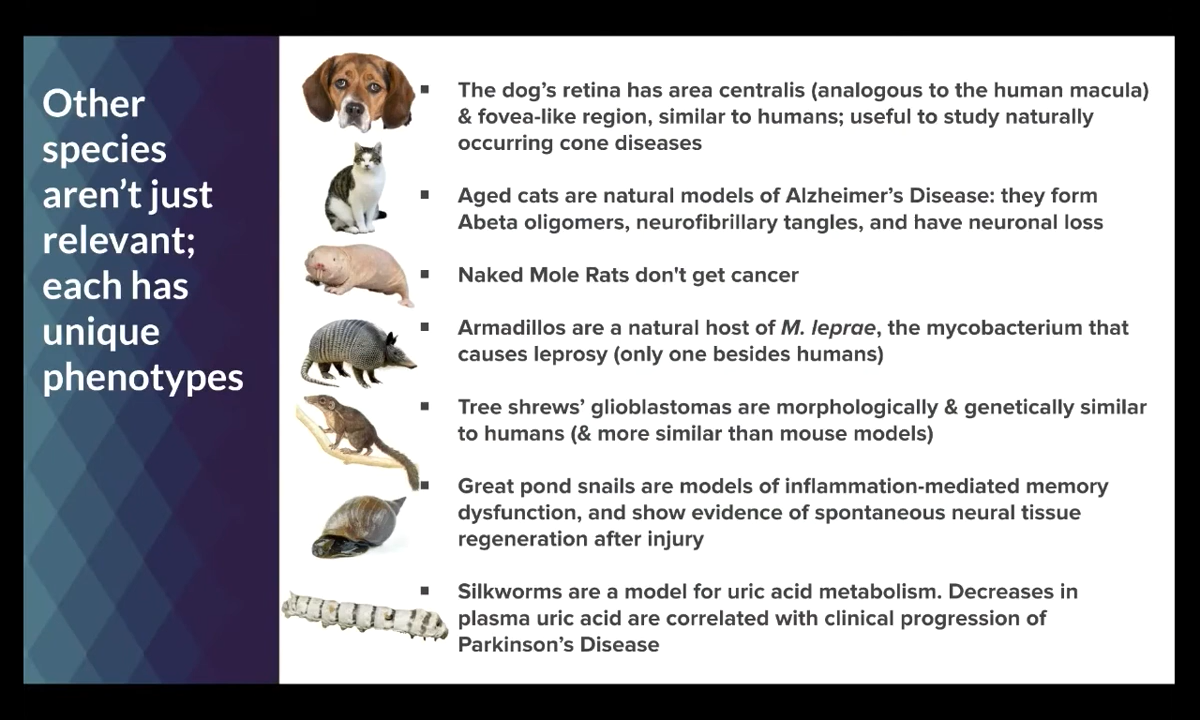 Other
species
aren’t just
relevant;
each has
unique
phenotypes
▪ The dog’s retina has area centralis (analogous to the human macula)
& fovea-like region, similar to humans; useful to study naturally
occurring cone diseases
▪ Aged cats are natural models of Alzheimer’s Disease: they form
Abeta oligomers, neurofibrillary tangles, and have neuronal loss
▪ Naked Mole Rats don't get cancer
▪ Armadillos are a natural host of M. leprae, the mycobacterium that
causes leprosy (only one besides humans)
▪ Tree shrews’ glioblastomas are morphologically & genetically similar
to humans (& more similar than mouse models)
▪ Great pond snails are models of inflammation-mediated memory
dysfunction, and show evidence of spontaneous neural tissue
regeneration after injury
▪ Silkworms are a model for uric acid metabolism. Decreases in
plasma uric acid are correlated with clinical progression of
Parkinson’s Disease